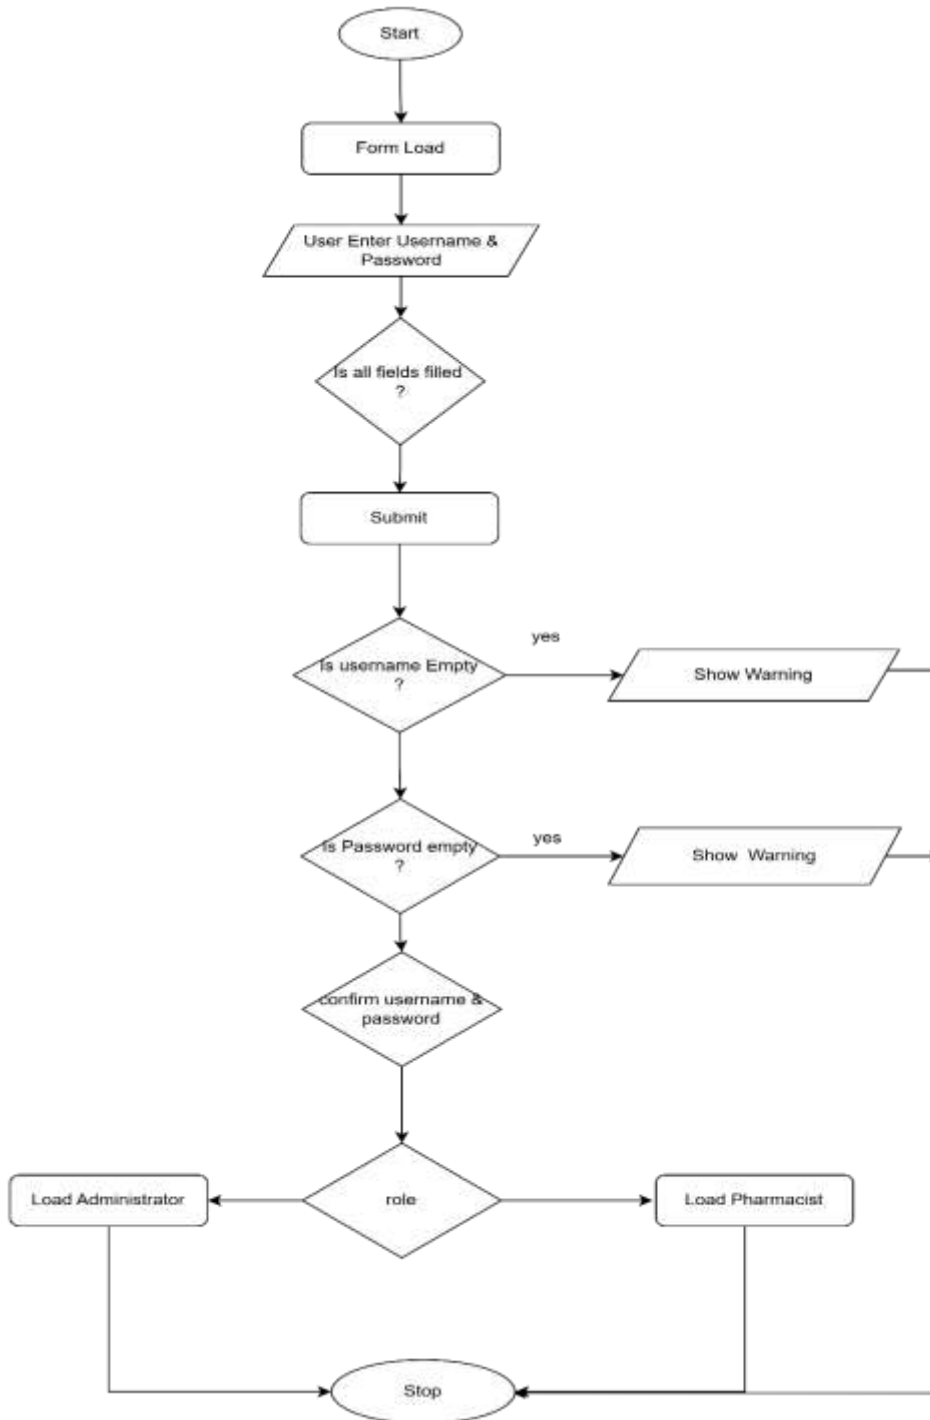 Start
Form Load
User Enter Username &
Password
Is all fields filled
?
Submit
Is username Empty
?
yes
Show Warning
Is Password empty
?
yes
Show Warning
confirm username &
password
Load Administrator
role
Load Pharmacist
Stop